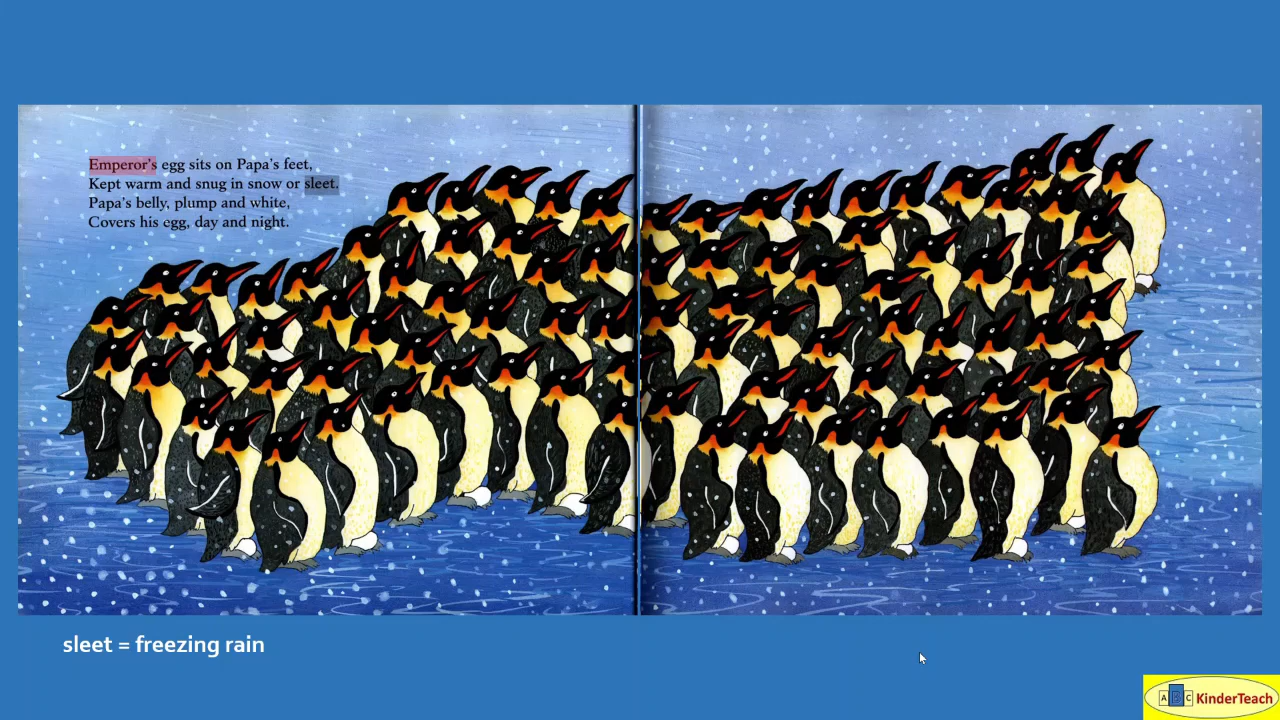 Emperor's egg sits on Papa's feet,
Kept warm and snug in snow or sleet.
Papa's belly, plump and white,
Covers his egg, day and night.
sleet = freezing rain
A B C KinderTeach